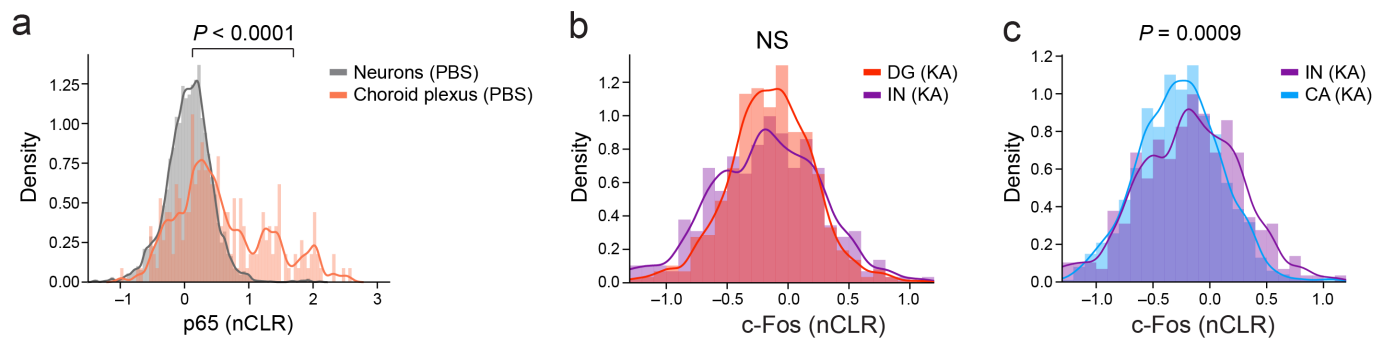 a
P < 0.0001
Neurons (PBS)
Choroid plexus (PBS)
Density
1.25
1.00
0.75
0.50
0.25
0.00
–1 0 1 2 3
p65 (nCLR)
b
NS
DG (KA)
IN (KA)
Density
1.2
1.0
0.8
0.6
0.4
0.2
0.0
–1.0 –0.5 0.0 0.5 1.0
c-Fos (nCLR)
c
P = 0.0009
IN (KA)
CA (KA)
Density
1.2
1.0
0.8
0.6
0.4
0.2
0.0
–1.0 –0.5 0.0 0.5 1.0
c-Fos (nCLR)